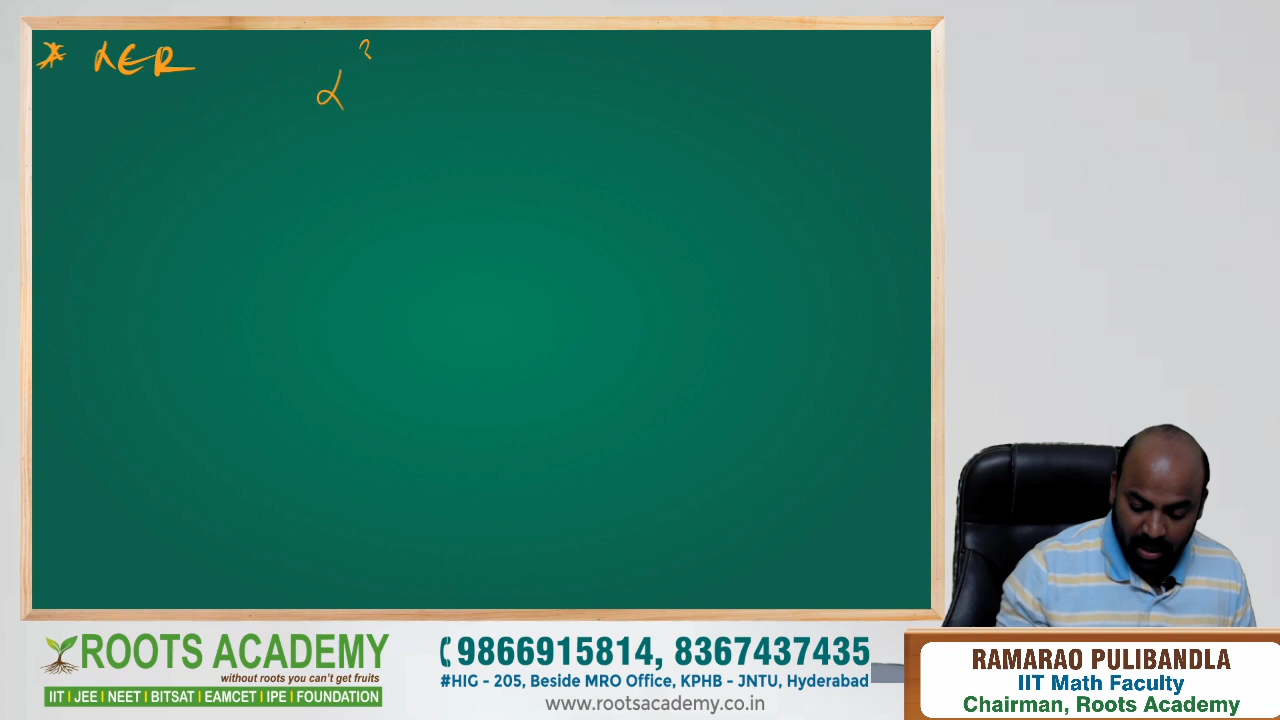 * α∈R
α^?
ROOTS ACADEMY
without roots you can't get fruits
IIT | JEE | NEET | BITSAT | EAMCET | IPE | FOUNDATION
9866915814, 8367437435
#HIG - 205, Beside MRO Office, KPHB - JNTU, Hyderabad
www.rootsacademy.co.in
RAMARAO PULIBANDLA
IIT Math Faculty
Chairman, Roots Academy